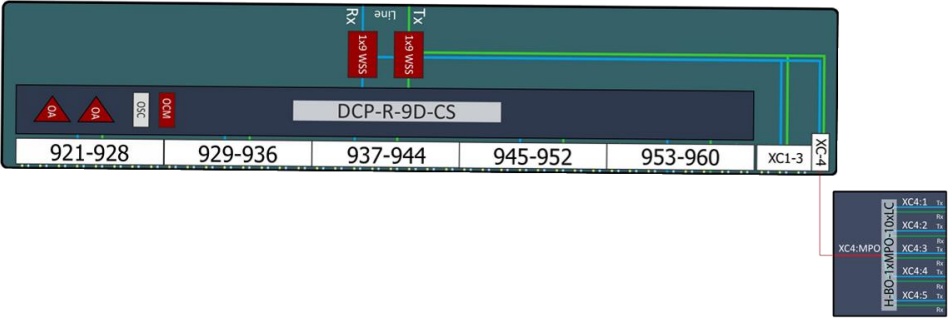 Rx
Line
Tx
1x9 WSS
1x9 WSS
OA
OA
OSC
OCM
DCP-R-9D-CS
921-928
929-936
937-944
945-952
953-960
XC1-3
XC-4
XC4:MPO
H-BO-1xMPO-10xLC
XC4:1 Tx
Rx
XC4:2 Tx
Rx
XC4:3 Tx
Rx
XC4:4 Tx
Rx
XC4:5 Tx
Rx